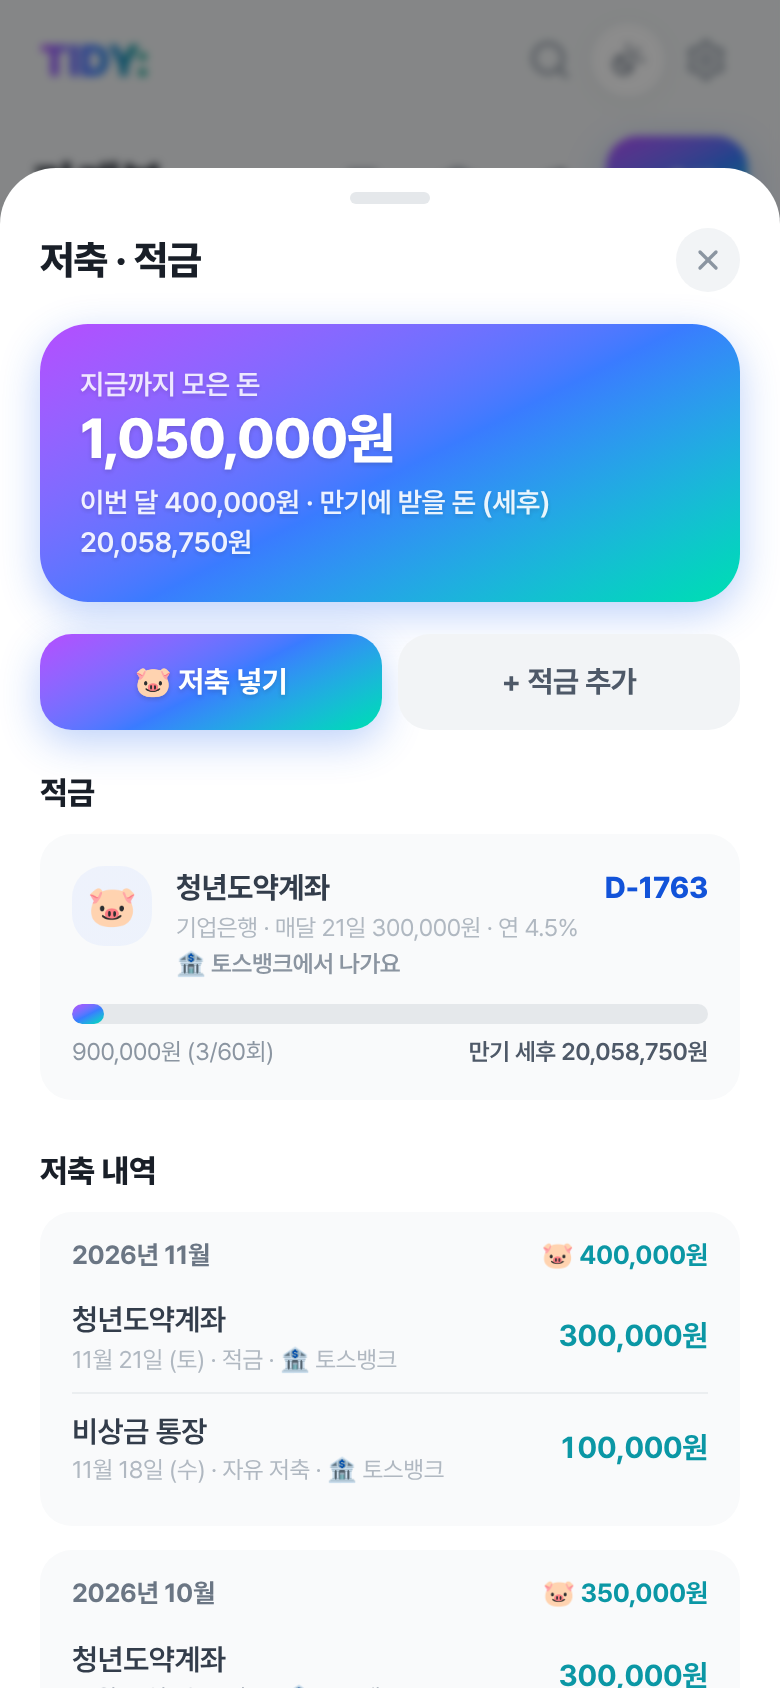 TIDY:
저축 · 적금
지금까지 모은 돈
1,050,000원
이번 달 400,000원 · 만기에 받을 돈 (세후)
20,058,750원
저축 넣기
+ 적금 추가
적금
청년도약계좌
D-1763
기업은행 · 매달 21일 300,000원 · 연 4.5%
토스뱅크에서 나가요
900,000원 (3/60회)
만기 세후 20,058,750원
저축 내역
2026년 11월
400,000원
청년도약계좌
300,000원
11월 21일 (토) · 적금 · 토스뱅크
비상금 통장
100,000원
11월 18일 (수) · 자유 저축 · 토스뱅크
2026년 10월
350,000원
청년도약계좌
300,000원